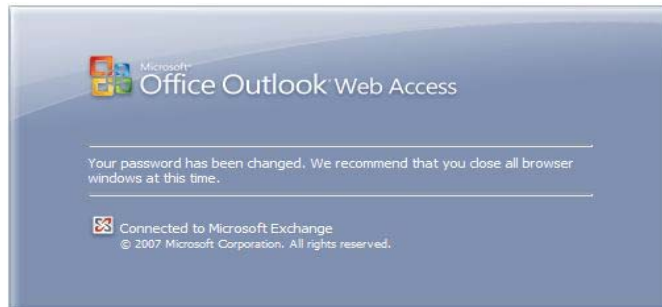 Microsoft
Office Outlook Web Access
Your password has been changed. We recommend that you close all browser
windows at this time.
Connected to Microsoft Exchange
© 2007 Microsoft Corporation. All rights reserved.